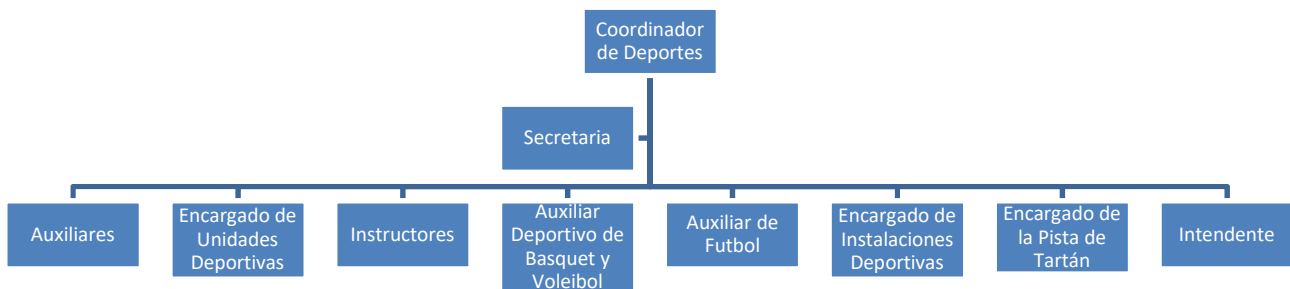 Coordinador
de Deportes
Secretaria
Auxiliares
Encargado de
Unidades
Deportivas
Instructores
Auxiliar
Deportivo de
Basquet y
Voleibol
Auxiliar de
Futbol
Encargado de
Instalaciones
Deportivas
Encargado de
la Pista de
Tartán
Intendente